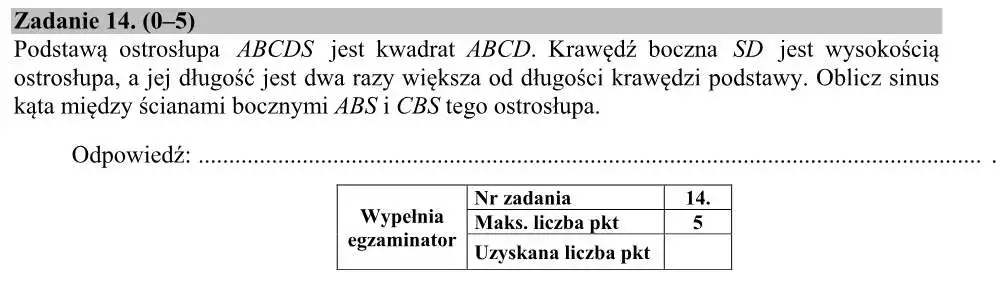 Zadanie 14. (0–5)
Podstawą ostrosłupa ABCDS jest kwadrat ABCD. Krawędź boczna SD jest wysokością
ostrosłupa, a jej długość jest dwa razy większa od długości krawędzi podstawy. Oblicz sinus
kąta między ścianami bocznymi ABS i CBS tego ostrosłupa.
Odpowiedź: ................................................................................................................................ .
Wypełnia
egzaminator
Nr zadania 14.
Maks. liczba pkt 5
Uzyskana liczba pkt